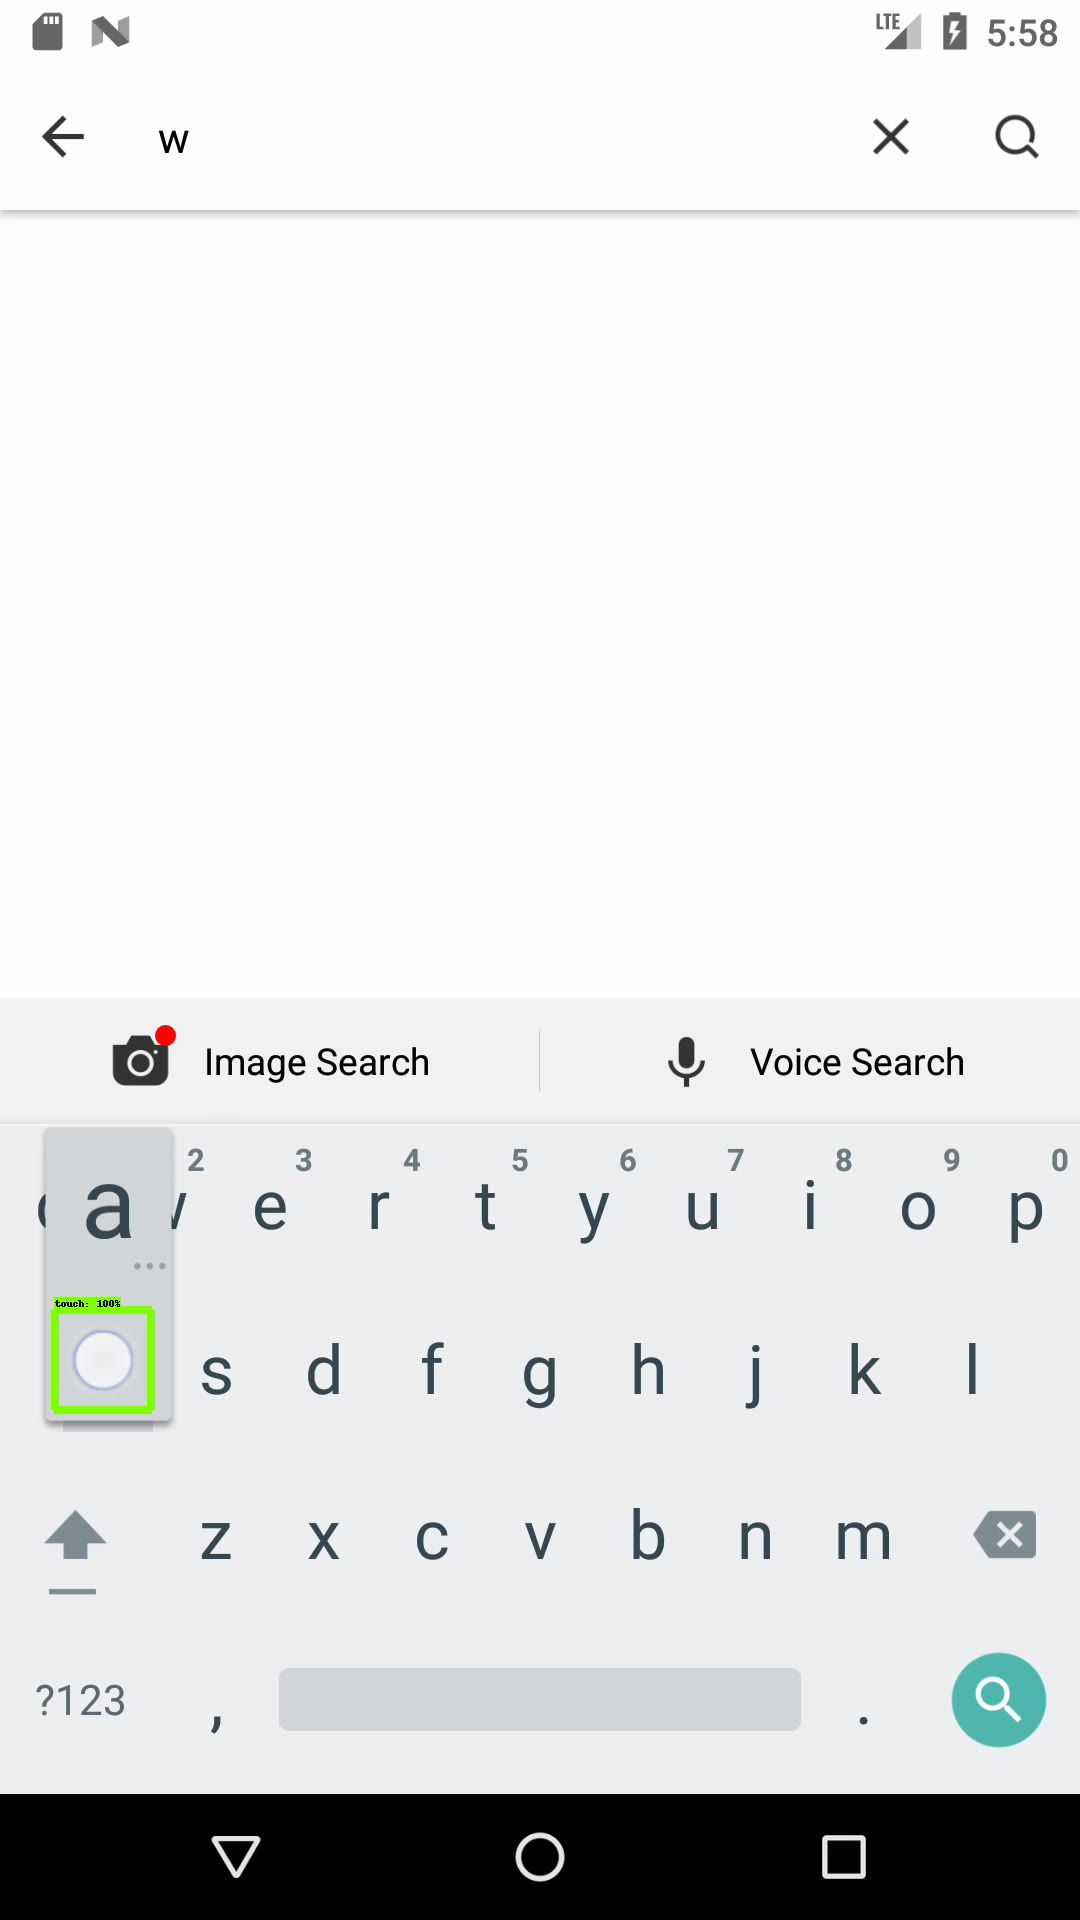 LTE 5:58
w
Image Search Voice Search
2 3 4 5 6 7 8 9 0
a e r t y u i o p
touch: 100%
s d f g h j k l
z x c v b n m
?123 , .